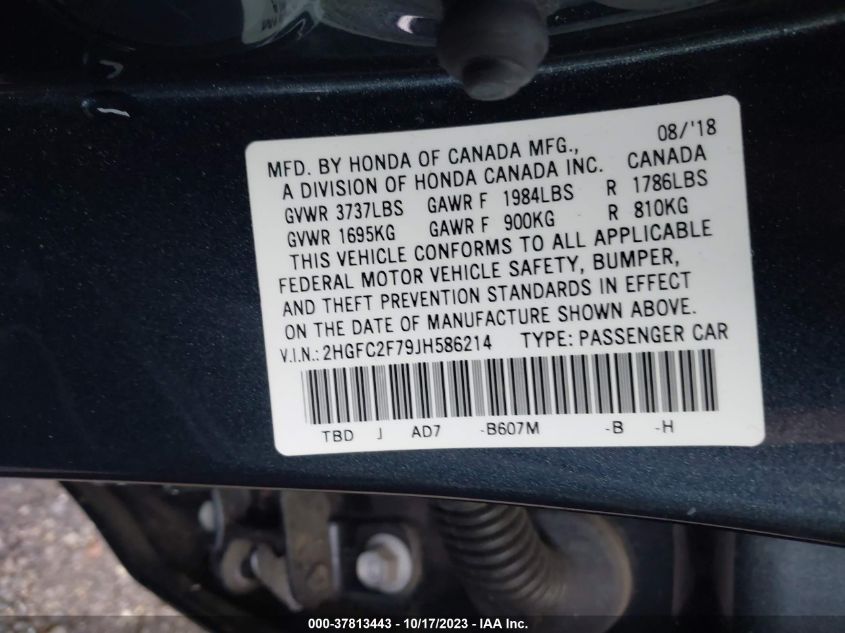 08/'18
MFD. BY HONDA OF CANADA MFG.,
A DIVISION OF HONDA CANADA INC. CANADA
GVWR 3737LBS GAWR F 1984LBS R 1786LBS
GVWR 1695KG GAWR F 900KG R 810KG
THIS VEHICLE CONFORMS TO ALL APPLICABLE
FEDERAL MOTOR VEHICLE SAFETY, BUMPER,
AND THEFT PREVENTION STANDARDS IN EFFECT
ON THE DATE OF MANUFACTURE SHOWN ABOVE.
V.I.N.: 2HGFC2F79JH586214 TYPE: PASSENGER CAR
TBD J AD7 -B607M -B -H
000-37813443 - 10/17/2023 - IAA Inc.